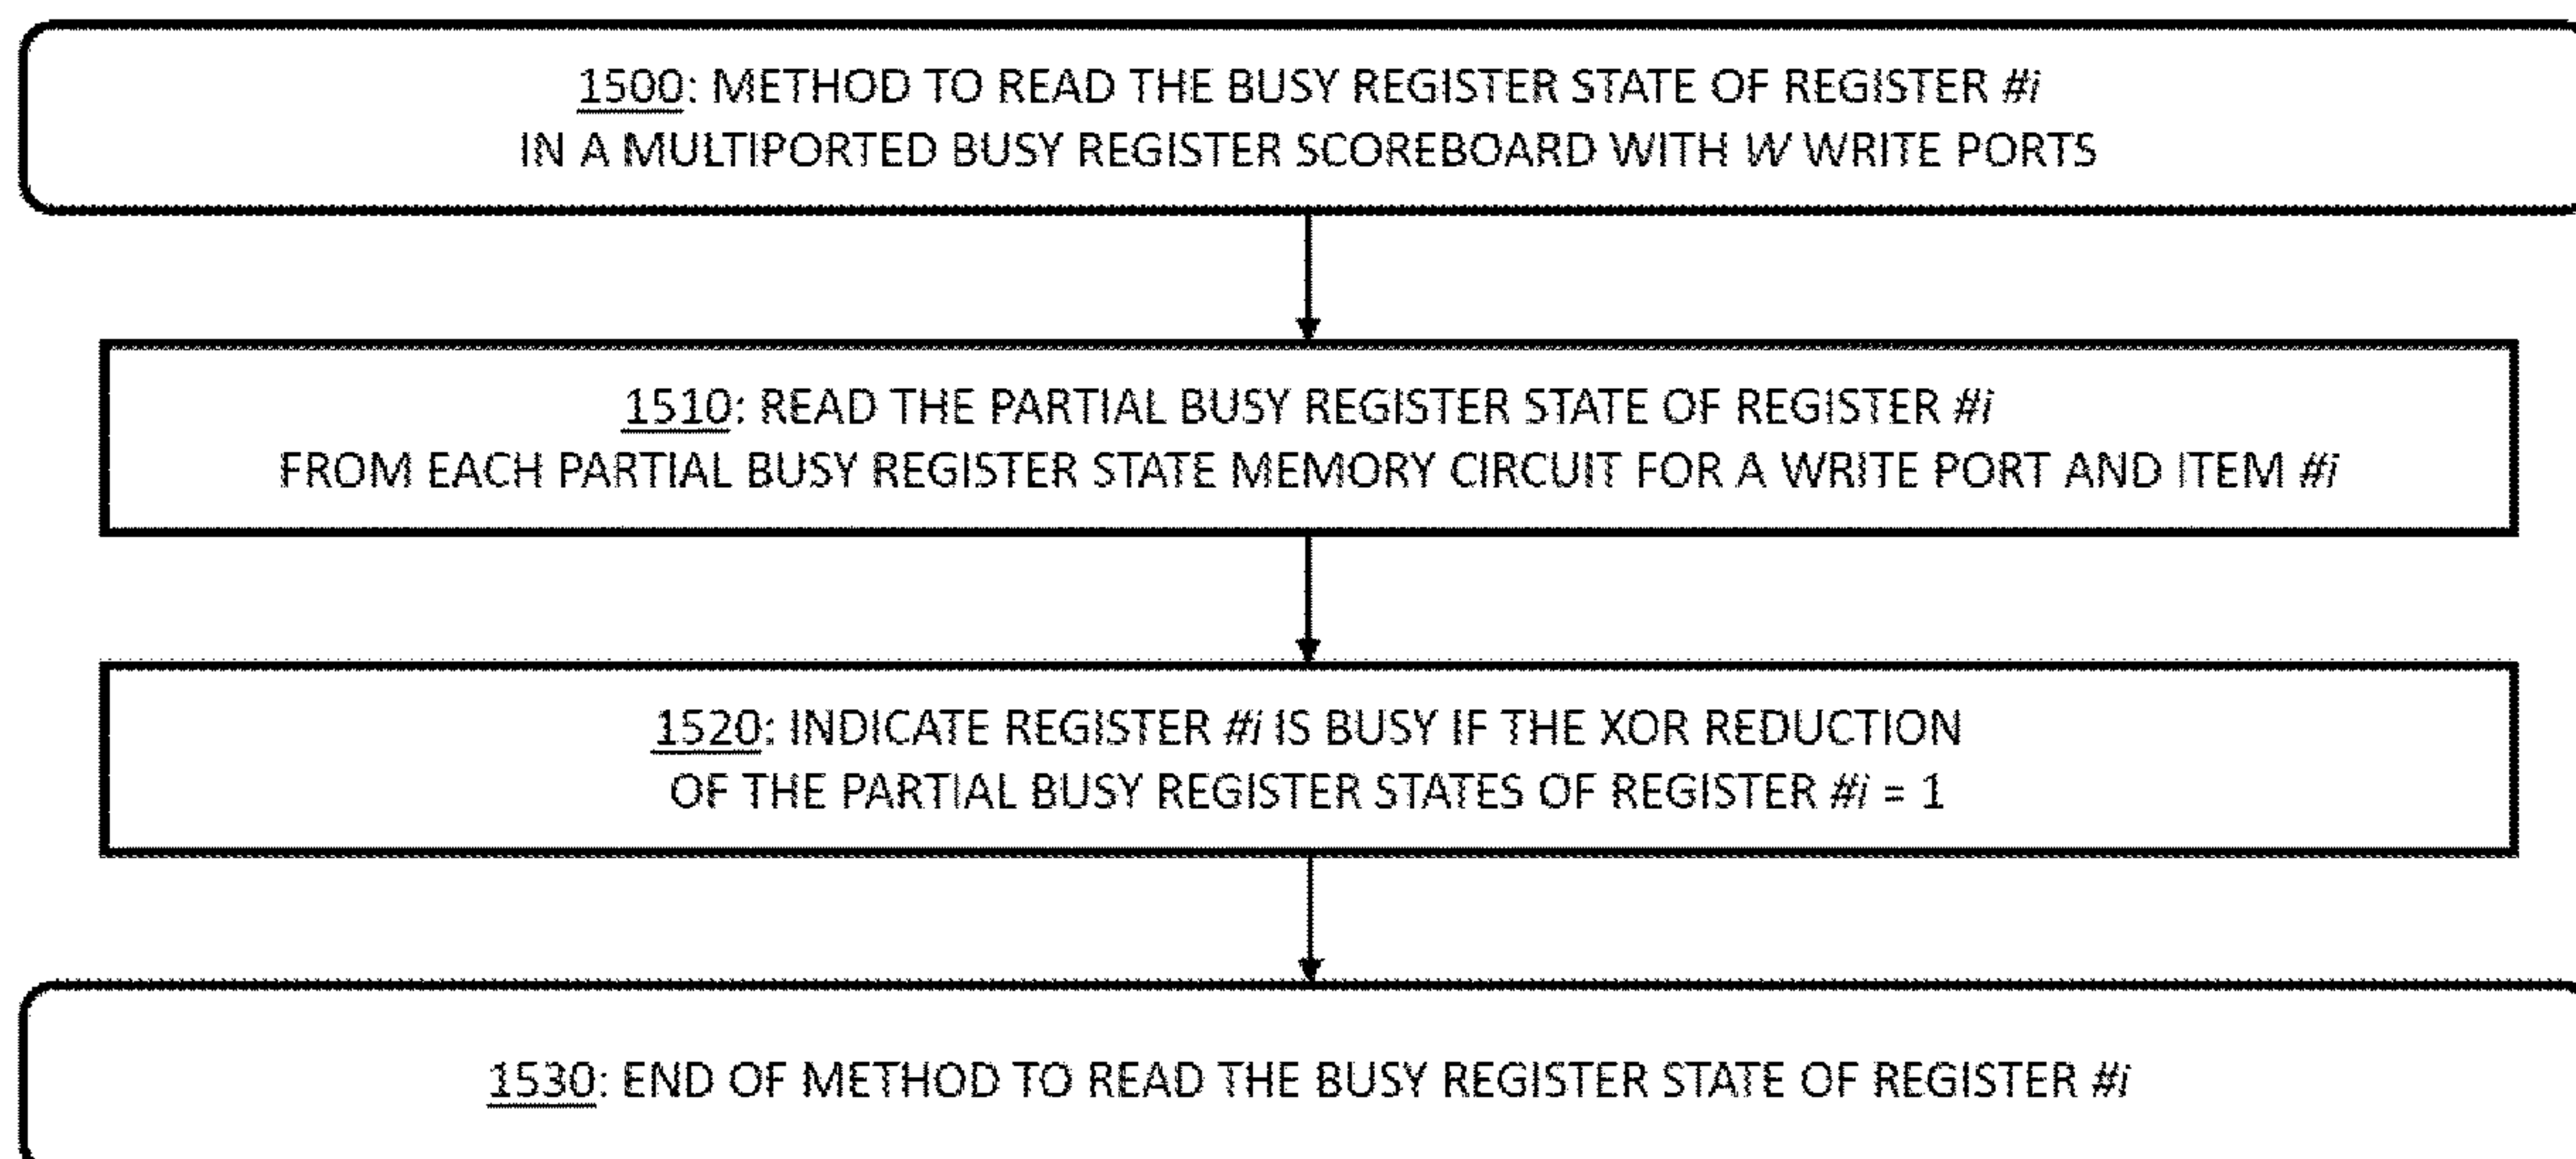 1500: METHOD TO READ THE BUSY REGISTER STATE OF REGISTER #i
IN A MULTIPORTED BUSY REGISTER SCOREBOARD WITH W WRITE PORTS
1510: READ THE PARTIAL BUSY REGISTER STATE OF REGISTER #i
FROM EACH PARTIAL BUSY REGISTER STATE MEMORY CIRCUIT FOR A WRITE PORT AND ITEM #i
1520: INDICATE REGISTER #i IS BUSY IF THE XOR REDUCTION
OF THE PARTIAL BUSY REGISTER STATES OF REGISTER #i = 1
1530: END OF METHOD TO READ THE BUSY REGISTER STATE OF REGISTER #i